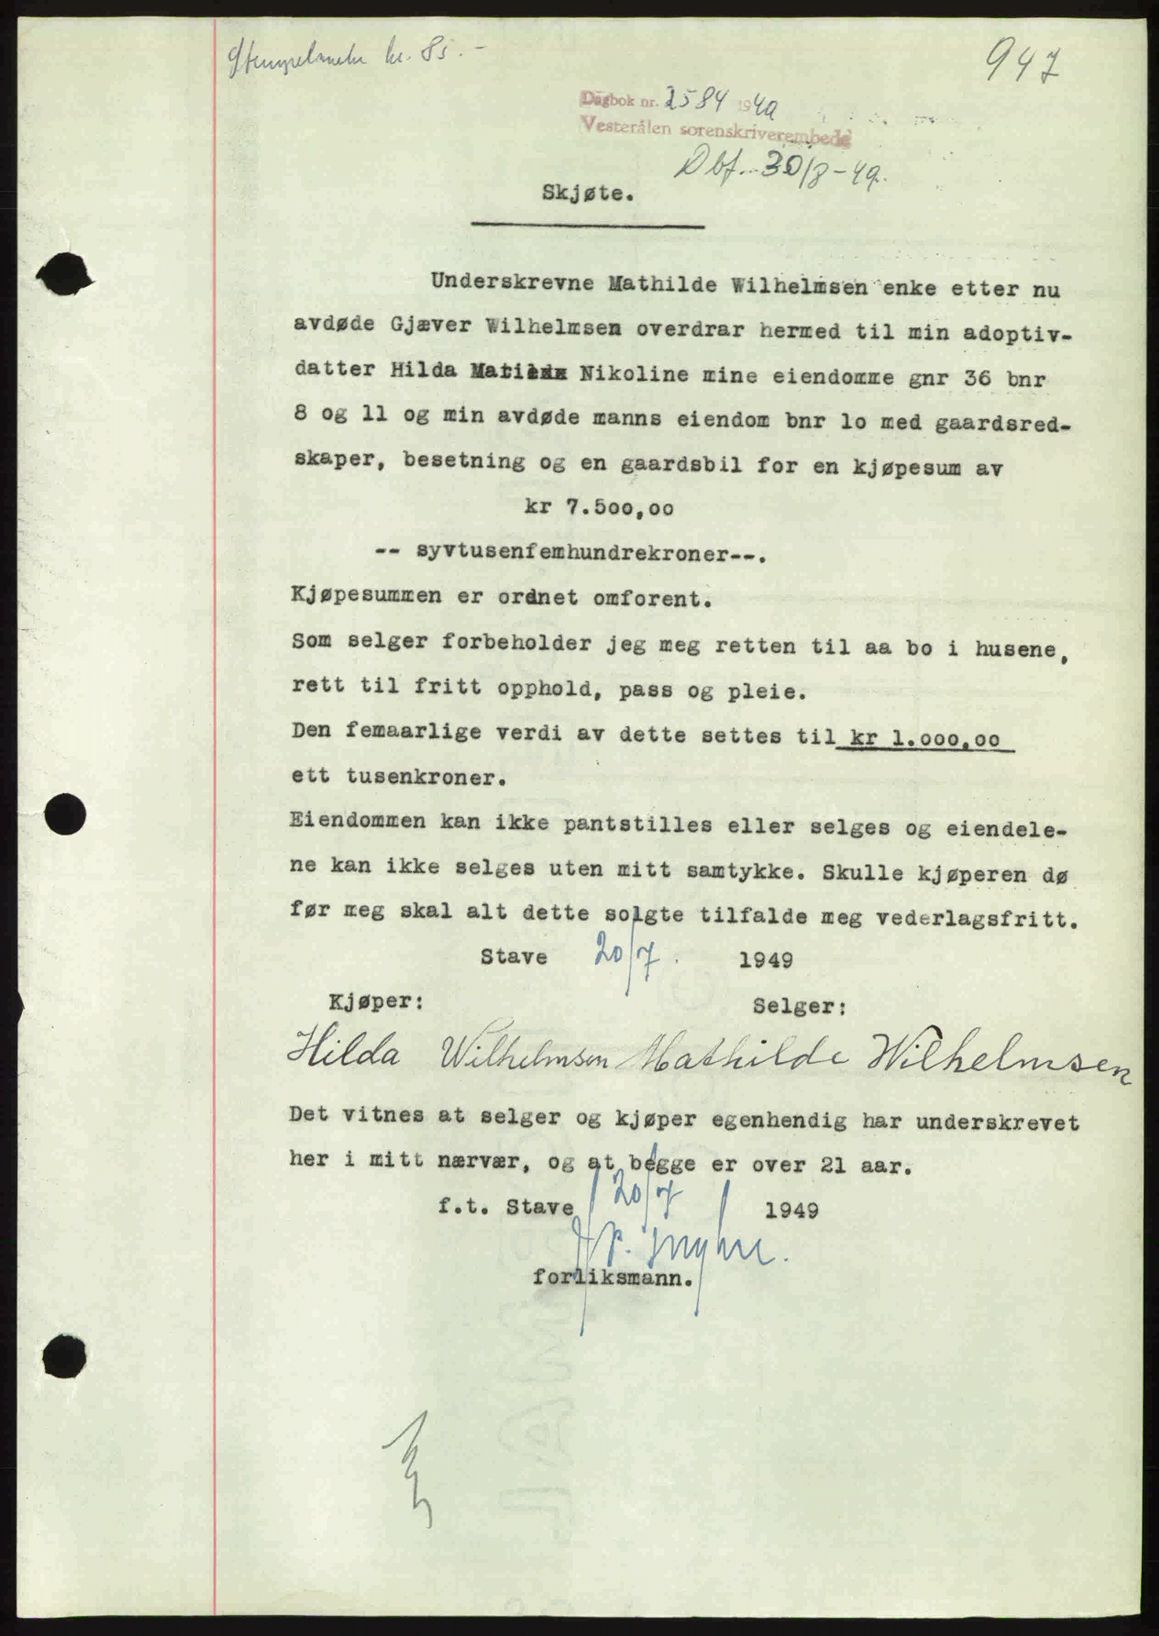 Stempelmerke kr. 85.-
947
Dagbok nr. 2584 1949
Vesterålen sorenskriverembede
Dbf. 30/8-49.
Skjøte.
Underskrevne Mathilde Wilhelmsen enke etter nu
avdøde Gjæver Wilhelmsen overdrar hermed til min adoptiv-
datter Hilda Nikoline mine eiendomme gnr 36 bnr
8 og 11 og min avdøde manns eiendom bnr 1o med gaardsred-
skaper, besetning og en gaardsbil for en kjøpesum av
kr 7.5oo,oo
-- syvtusenfemhundrekroner--.
Kjøpesummen er ordnet omforent.
Som selger forbeholder jeg meg retten til aa bo i husene,
rett til fritt opphold, pass og pleie.
Den femaarlige verdi av dette settes til kr 1.ooo,oo
ett tusenkroner.
Eiendommen kan ikke pantstilles eller selges og eiendele-
ne kan ikke selges uten mitt samtykke. Skulle kjøperen dø
før meg skal alt dette solgte tilfalde meg vederlagsfritt.
Stave 20/7. 1949
Kjøper: Selger:
Hilda Wilhelmsen Mathilde Wilhelmsen
Det vitnes at selger og kjøper egenhendig har underskrevet
her i mitt nærvær, og at begge er over 21 aar.
f.t. Stave 20/7 1949
forliksmann.